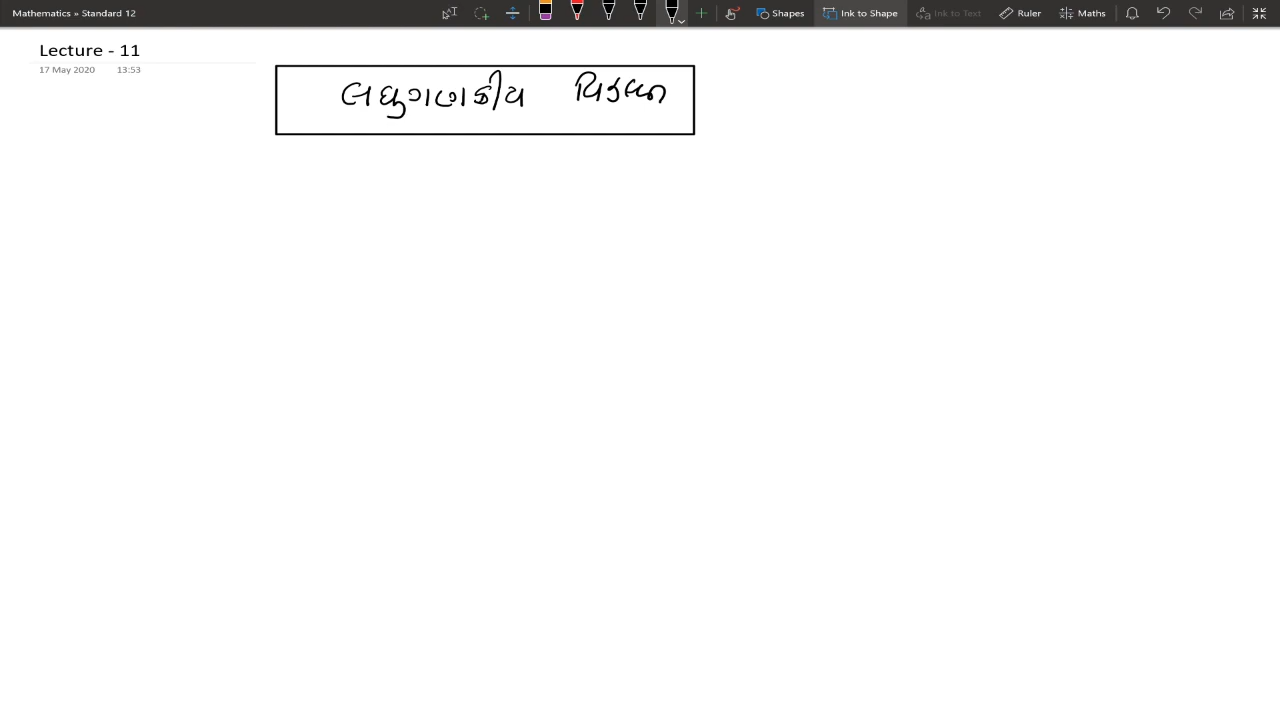 Mathematics » Standard 12
Shapes
Ink to Shape
Ink to Text
Ruler
Maths
Lecture - 11
17 May 2020 13:53
લઘુગણકીય વિકલન